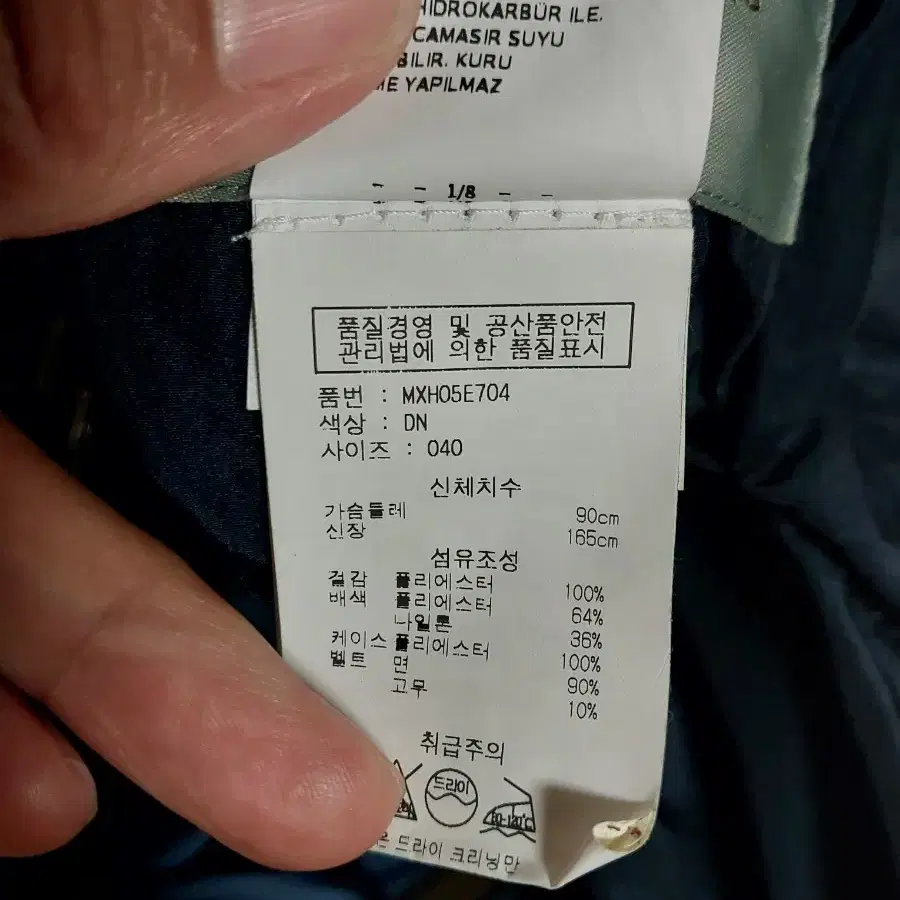 HIDROKARBÜR ILE.
CAMASIR SUYU
BILIR. KURU
YAPILMAZ
- - 1/8 - -
품질경영 및 공산품안전
관리법에 의한 품질표시
품번 : MXH05E704
색상 : DN
사이즈 : 040
신체치수
가슴둘레 90cm
신장 165cm
섬유조성
겉감 폴리에스터 100%
배색 폴리에스터 64%
나일론 36%
케이스 폴리에스터 100%
벨트 면 90%
고무 10%
취급주의
드라이
80-120℃
드라이 크리닝만